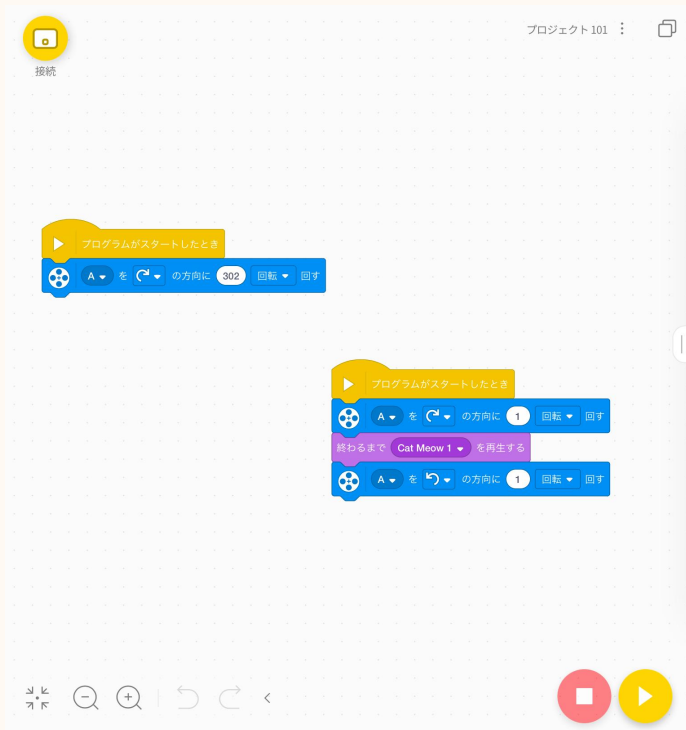 プロジェクト 101
接続
プログラムがスタートしたとき
A を の方向に 302 回転 回す
プログラムがスタートしたとき
A を の方向に 1 回転 回す
終わるまで Cat Meow 1 を再生する
A を の方向に 1 回転 回す